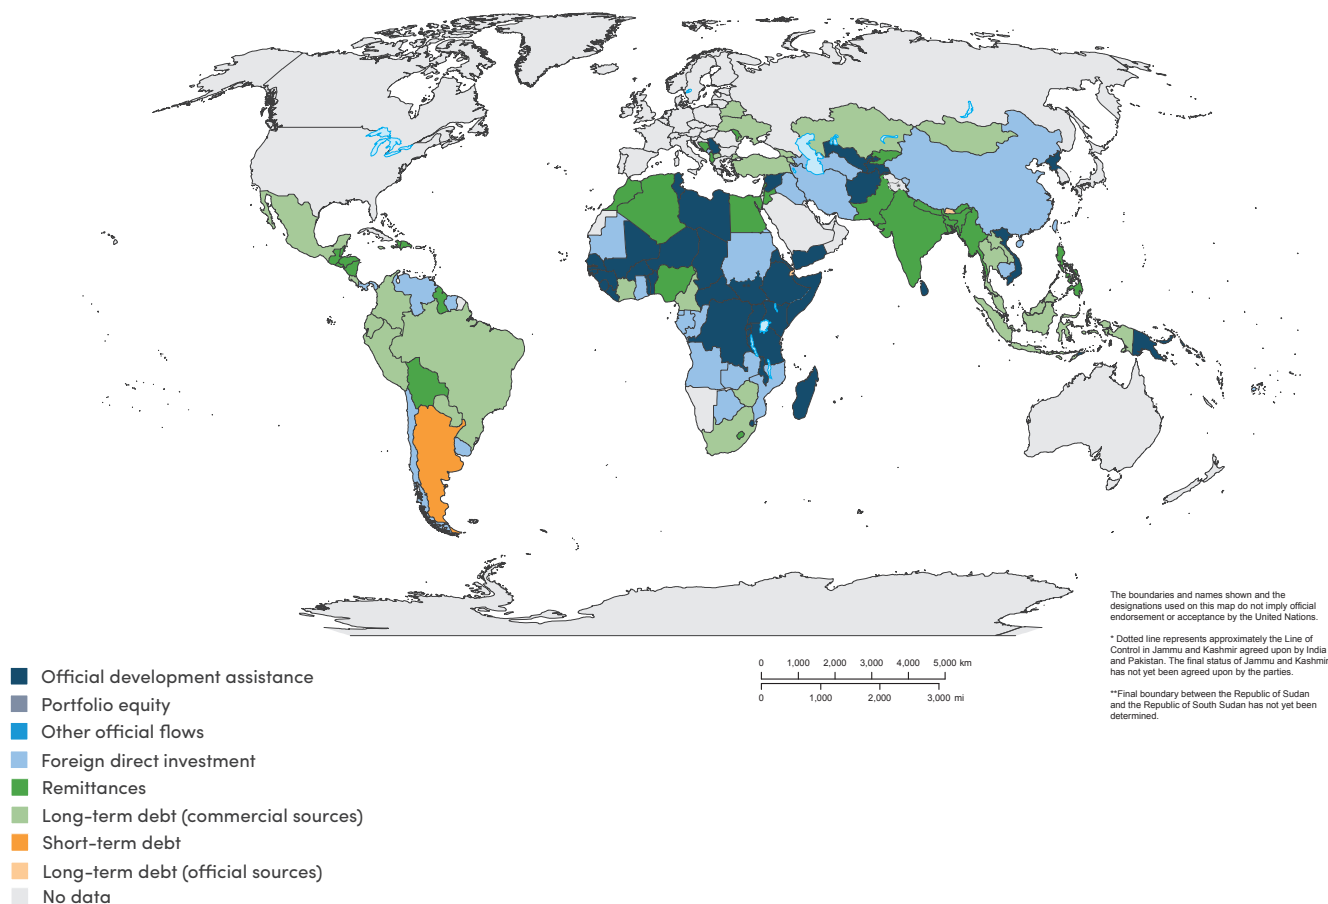 The boundaries and names shown and the
designations used on this map do not imply official
endorsement or acceptance by the United Nations.
* Dotted line represents approximately the Line of
Control in Jammu and Kashmir agreed upon by India
and Pakistan. The final status of Jammu and Kashmir
has not yet been agreed upon by the parties.
**Final boundary between the Republic of Sudan
and the Republic of South Sudan has not yet been
determined.
0 1,000 2,000 3,000 4,000 5,000 km
0 1,000 2,000 3,000 mi
Official development assistance
Portfolio equity
Other official flows
Foreign direct investment
Remittances
Long-term debt (commercial sources)
Short-term debt
Long-term debt (official sources)
No data